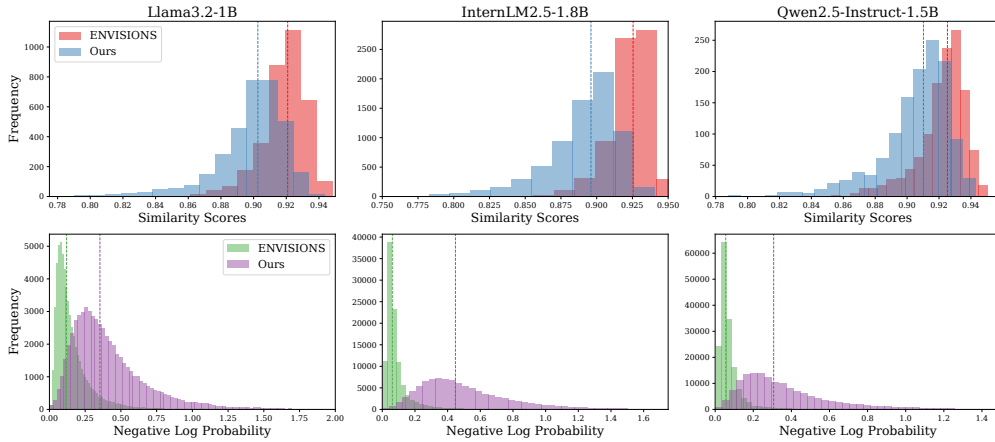 Llama3.2-1B
InternLM2.5-1.8B
Qwen2.5-Instruct-1.5B
ENVISIONS
Ours
Frequency
1000
800
600
400
200
0
0.78 0.80 0.82 0.84 0.86 0.88 0.90 0.92 0.94
Similarity Scores
2500
2000
1500
1000
500
0
0.750 0.775 0.800 0.825 0.850 0.875 0.900 0.925 0.950
Similarity Scores
250
200
150
100
50
0
0.78 0.80 0.82 0.84 0.86 0.88 0.90 0.92 0.94
Similarity Scores
ENVISIONS
Ours
Frequency
5000
4000
3000
2000
1000
0
0.00 0.25 0.50 0.75 1.00 1.25 1.50 1.75 2.00
Negative Log Probability
40000
35000
30000
25000
20000
15000
10000
5000
0
0.0 0.2 0.4 0.6 0.8 1.0 1.2 1.4 1.6
Negative Log Probability
60000
50000
40000
30000
20000
10000
0
0.0 0.2 0.4 0.6 0.8 1.0 1.2 1.4
Negative Log Probability